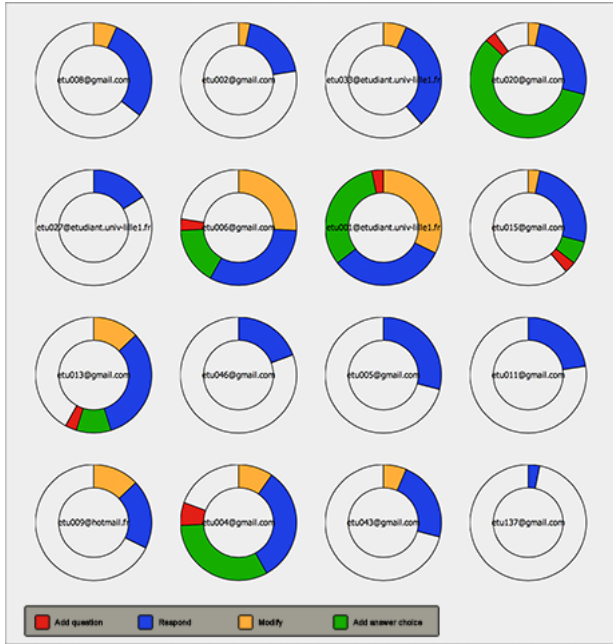 etu008@gmail.com
etu002@gmail.com
etu033@etudiant.univ-lille1.fr
etu020@gmail.com
etu027@etudiant.univ-lille1.fr
etu006@gmail.com
etu001@etudiant.univ-lille1.fr
etu015@gmail.com
etu013@gmail.com
etu046@gmail.com
etu005@gmail.com
etu011@gmail.com
etu009@hotmail.fr
etu004@gmail.com
etu043@gmail.com
etu137@gmail.com
Add question Respond Modify Add answer choice